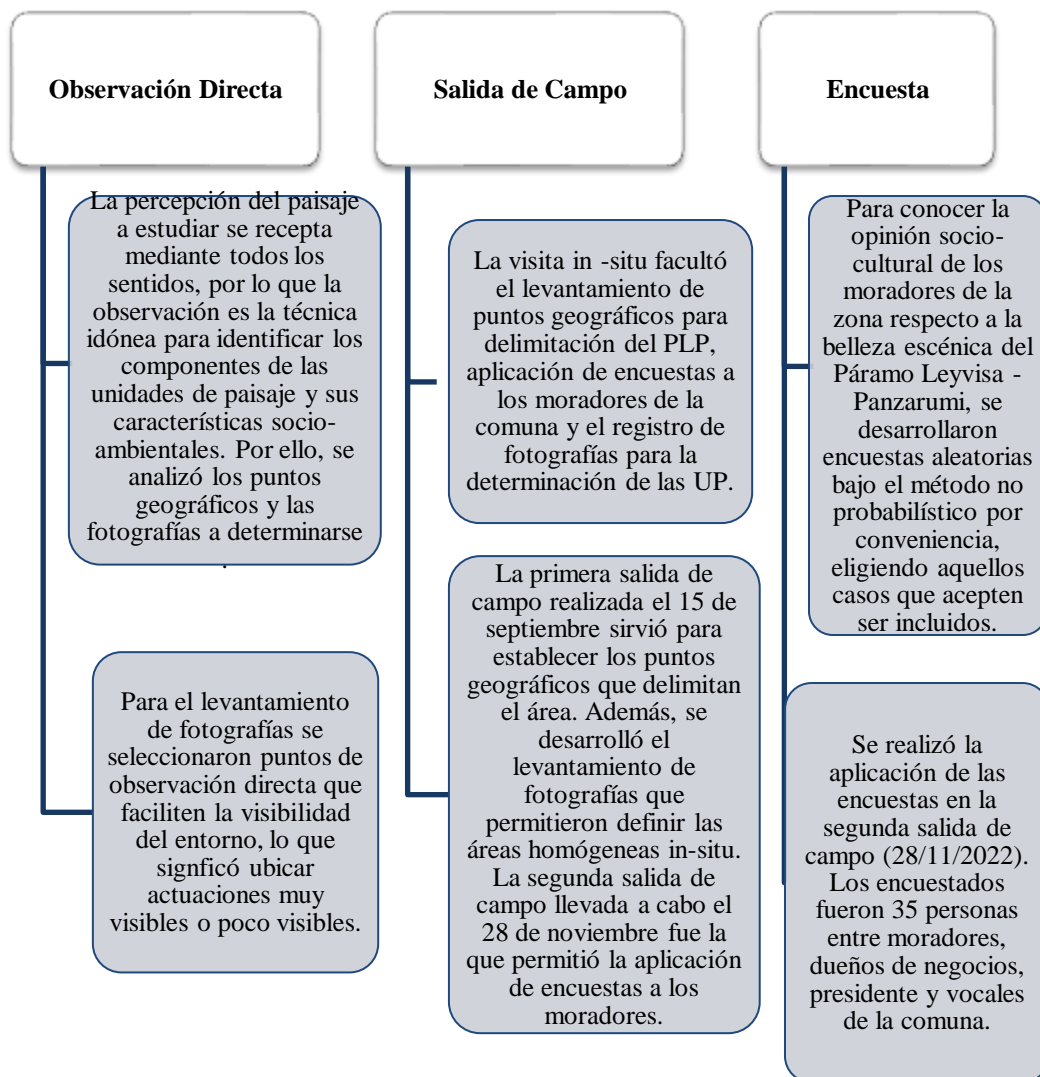 Observación Directa
La percepción del paisaje
a estudiar se recepta
mediante todos los
sentidos, por lo que la
observación es la técnica
idónea para identificar los
componentes de las
unidades de paisaje y sus
características socio-
ambientales. Por ello, se
analizó los puntos
geográficos y las
fotografías a determinarse
.
Para el levantamiento
de fotografías se
seleccionaron puntos de
observación directa que
faciliten la visibilidad
del entorno, lo que
signficó ubicar
actuaciones muy
visibles o poco visibles.
Salida de Campo
La visita in -situ facultó
el levantamiento de
puntos geográficos para
delimitación del PLP,
aplicación de encuestas a
los moradores de la
comuna y el registro de
fotografías para la
determinación de las UP.
La primera salida de
campo realizada el 15 de
septiembre sirvió para
establecer los puntos
geográficos que delimitan
el área. Además, se
desarrolló el
levantamiento de
fotografías que
permitieron definir las
áreas homógeneas in-situ.
La segunda salida de
campo llevada a cabo el
28 de noviembre fue la
que permitió la aplicación
de encuestas a los
moradores.
Encuesta
Para conocer la
opinión socio-
cultural de los
moradores de la
zona respecto a la
belleza escénica del
Páramo Leyvisa -
Panzarumi, se
desarrollaron
encuestas aleatorias
bajo el método no
probabilístico por
conveniencia,
eligiendo aquellos
casos que acepten
ser incluidos.
Se realizó la
aplicación de las
encuestas en la
segunda salida de
campo (28/11/2022).
Los encuestados
fueron 35 personas
entre moradores,
dueños de negocios,
presidente y vocales
de la comuna.